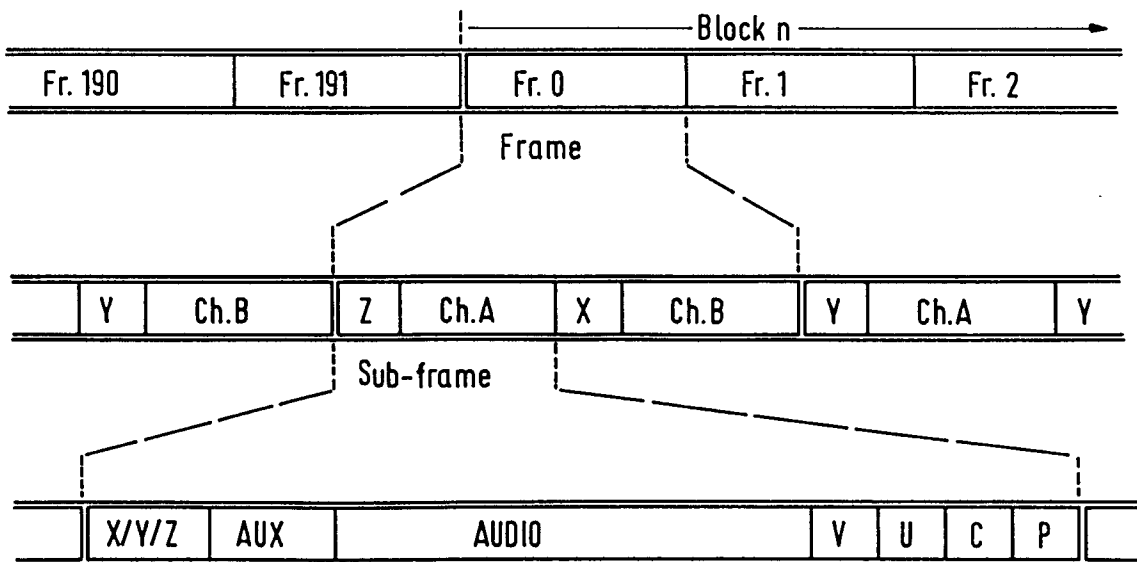 Block n
Fr. 190 Fr. 191 Fr. 0 Fr. 1 Fr. 2
Frame
Y Ch.B Z Ch.A X Ch.B Y Ch.A Y
Sub-frame
X/Y/Z AUX AUDIO V U C P